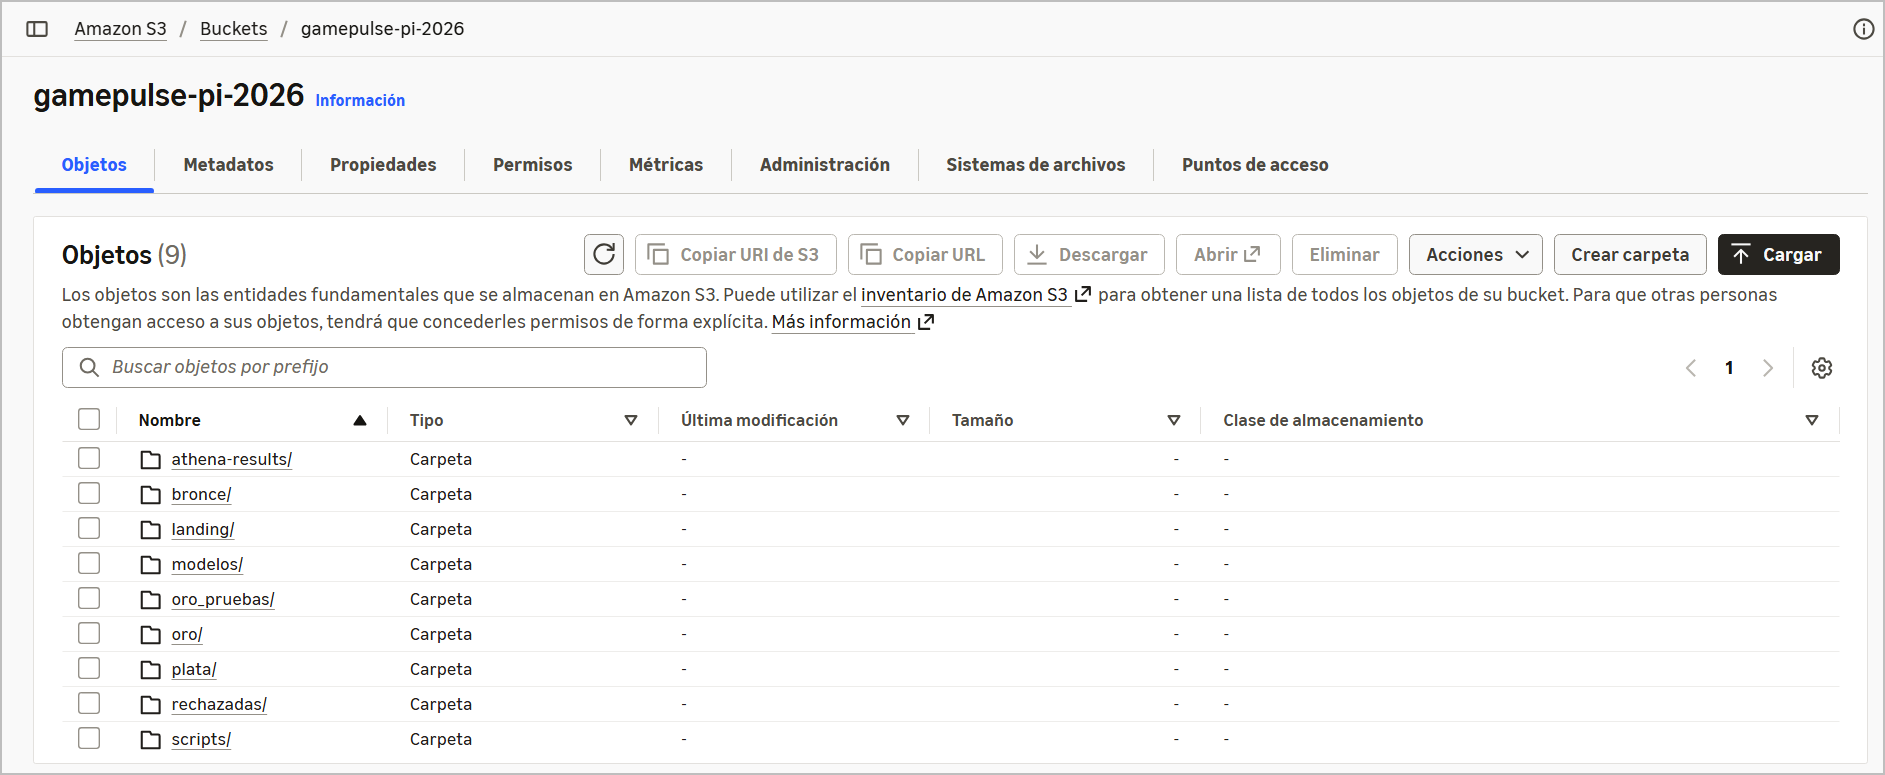 Amazon S3 / Buckets / gamepulse-pi-2026
gamepulse-pi-2026 Información
Objetos Metadatos Propiedades Permisos Métricas Administración Sistemas de archivos Puntos de acceso
Objetos (9) Copiar URI de S3 Copiar URL Descargar Abrir Eliminar Acciones Crear carpeta Cargar
Los objetos son las entidades fundamentales que se almacenan en Amazon S3. Puede utilizar el inventario de Amazon S3 para obtener una lista de todos los objetos de su bucket. Para que otras personas
obtengan acceso a sus objetos, tendrá que concederles permisos de forma explícita. Más información
Buscar objetos por prefijo 1
Nombre Tipo Última modificación Tamaño Clase de almacenamiento
athena-results/ Carpeta - - -
bronce/ Carpeta - - -
landing/ Carpeta - - -
modelos/ Carpeta - - -
oro_pruebas/ Carpeta - - -
oro/ Carpeta - - -
plata/ Carpeta - - -
rechazadas/ Carpeta - - -
scripts/ Carpeta - - -